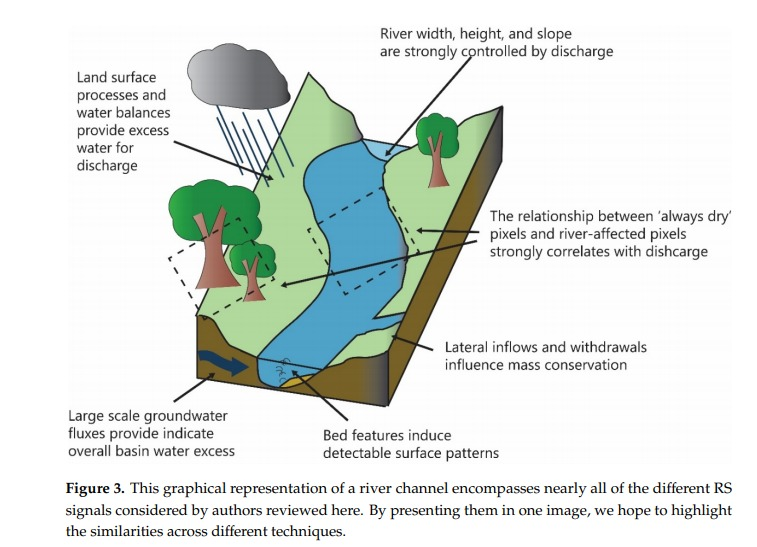 River width, height, and slope
are strongly controlled by discharge
Land surface
processes and
water balances
provide excess
water for
discharge
The relationship between ‘always dry’
pixels and river-affected pixels
strongly correlates with dishcarge
Lateral inflows and withdrawals
influence mass conservation
Large scale groundwater
fluxes provide indicate
overall basin water excess
Bed features induce
detectable surface patterns
Figure 3. This graphical representation of a river channel encompasses nearly all of the different RS
signals considered by authors reviewed here. By presenting them in one image, we hope to highlight
the similarities across different techniques.